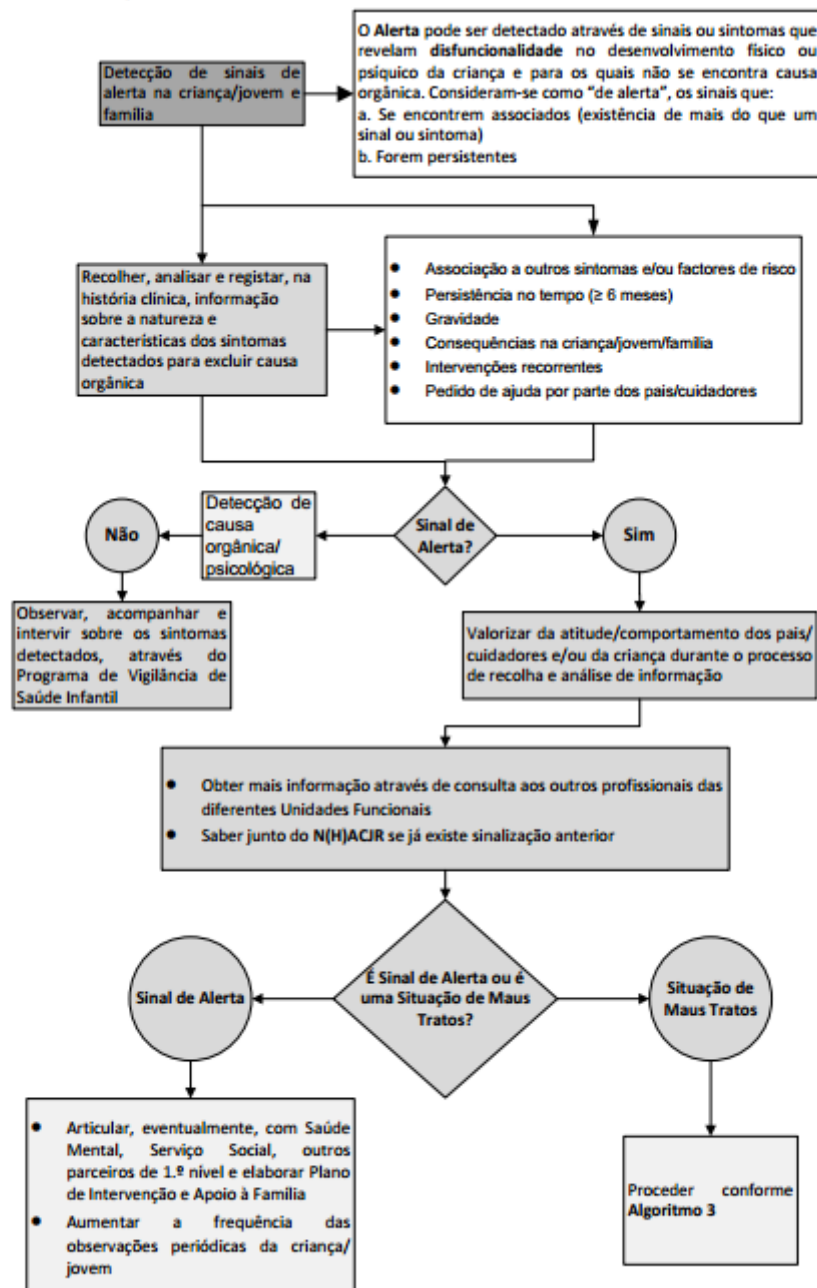 O Alerta pode ser detectado através de sinais ou sintomas que
revelam disfuncionalidade no desenvolvimento físico ou
psíquico da criança e para os quais não se encontra causa
orgânica. Consideram-se como "de alerta", os sinais que:
a. Se encontrem associados (existência de mais do que um
sinal ou sintoma)
b. Forem persistentes
Detecção de sinais de
alerta na criança/jovem e
família
Recolher, analisar e registar, na
história clínica, informação
sobre a natureza e
características dos sintomas
detectados para excluir causa
orgânica
● Associação a outros sintomas e/ou factores de risco
● Persistência no tempo (≥ 6 meses)
● Gravidade
● Consequências na criança/jovem/família
● Intervenções recorrentes
● Pedido de ajuda por parte dos pais/cuidadores
Não
Detecção de
causa
orgânica/
psicológica
Sinal de
Alerta?
Sim
Observar, acompanhar e
intervir sobre os sintomas
detectados, através do
Programa de Vigilância de
Saúde Infantil
Valorizar da atitude/comportamento dos pais/
cuidadores e/ou da criança durante o processo
de recolha e análise de informação
● Obter mais informação através de consulta aos outros profissionais das
diferentes Unidades Funcionais
● Saber junto do N(H)ACJR se já existe sinalização anterior
Sinal de Alerta
É Sinal de Alerta ou é
uma Situação de Maus
Tratos?
Situação de
Maus Tratos
● Articular, eventualmente, com Saúde
Mental, Serviço Social, outros
parceiros de 1.º nível e elaborar Plano
de Intervenção e Apoio à Família
● Aumentar a frequência das
observações periódicas da criança/
jovem
Proceder conforme
Algoritmo 3